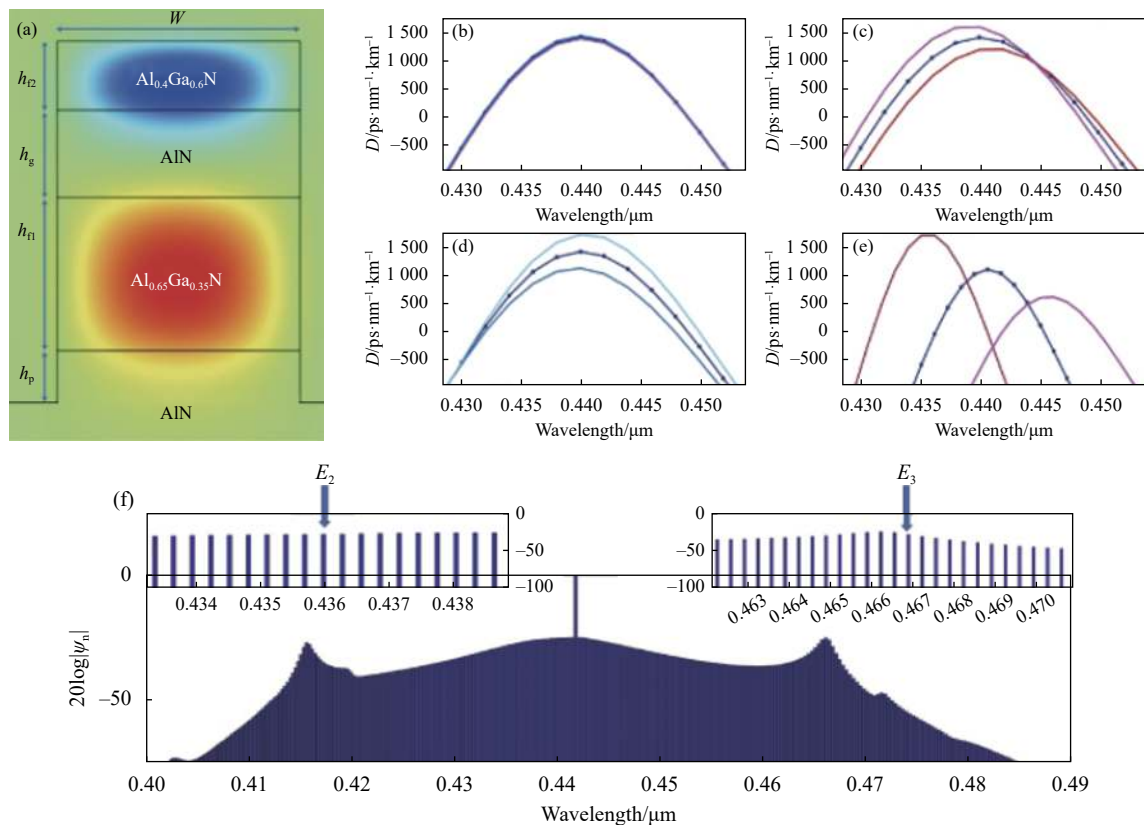 (a)
W
h_f2
Al₀.₄Ga₀.₆N
h_g
AlN
h_f1
Al₀.₆₅Ga₀.₃₅N
h_p
AlN
(b)
D/ps·nm⁻¹·km⁻¹
1 500
1 000
500
0
−500
0.430 0.435 0.440 0.445 0.450
Wavelength/μm
(c)
D/ps·nm⁻¹·km⁻¹
1 500
1 000
500
0
−500
0.430 0.435 0.440 0.445 0.450
Wavelength/μm
(d)
D/ps·nm⁻¹·km⁻¹
1 500
1 000
500
0
−500
0.430 0.435 0.440 0.445 0.450
Wavelength/μm
(e)
D/ps·nm⁻¹·km⁻¹
1 500
1 000
500
0
−500
0.430 0.435 0.440 0.445 0.450
Wavelength/μm
(f)
E₂
0
−50
−100
0.434 0.435 0.436 0.437 0.438
E₃
0
−50
−100
0.463 0.464 0.465 0.466 0.467 0.468 0.469 0.470
20log|ψₙ|
0
−50
0.40 0.41 0.42 0.43 0.44 0.45 0.46 0.47 0.48 0.49
Wavelength/μm